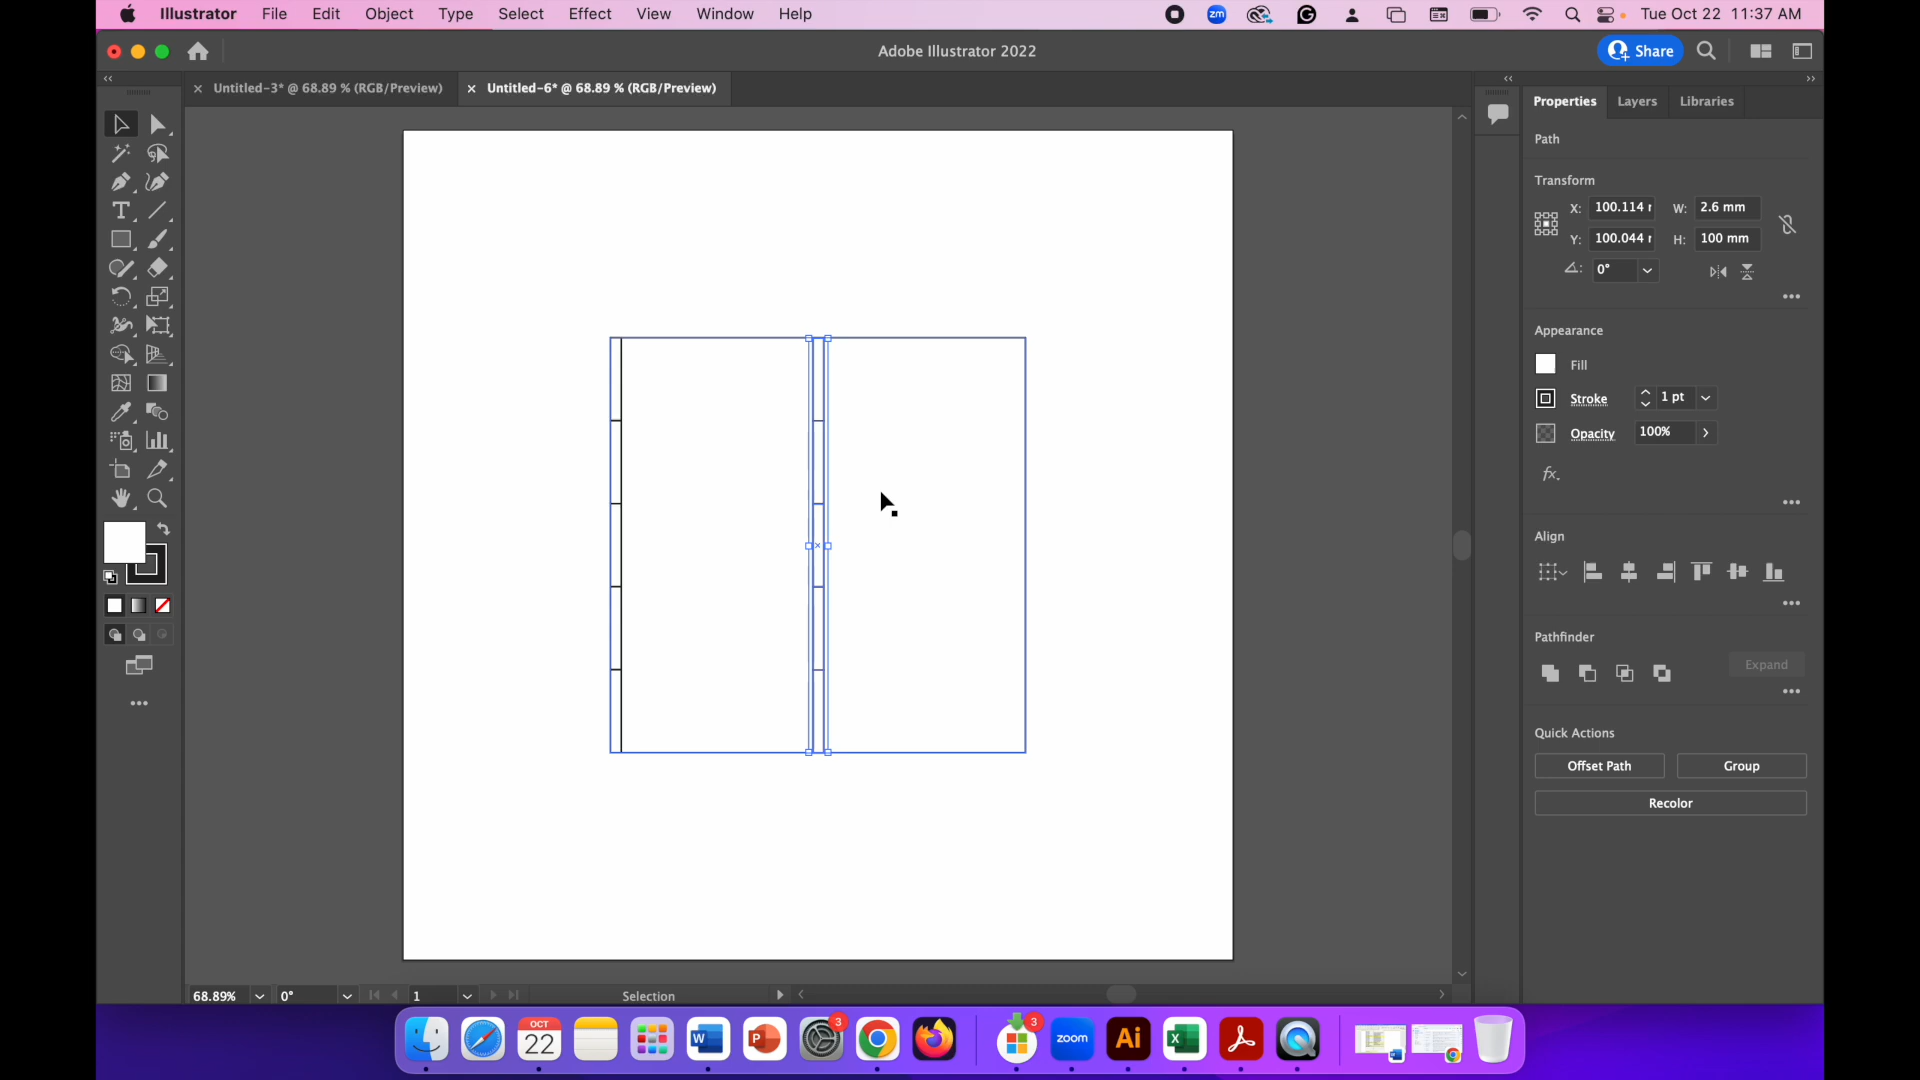 Illustrator File Edit Object Type Select Effect View Window Help zm Tue Oct 22 11:37 AM
Adobe Illustrator 2022
Share
Untitled-3* @ 68.89 % (RGB/Preview)
Untitled-6* @ 68.89 % (RGB/Preview)
Properties Layers Libraries
Path
Transform
X: 100.114 W: 2.6 mm
Y: 100.044 H: 100 mm
0°
Appearance
Fill
Stroke 1 pt
Opacity 100%
fx.
Align
Pathfinder
Expand
Quick Actions
Offset Path Group
Recolor
68.89% 0° 1 Selection
OCT
22
W
P
3
3
zoom
Ai
X